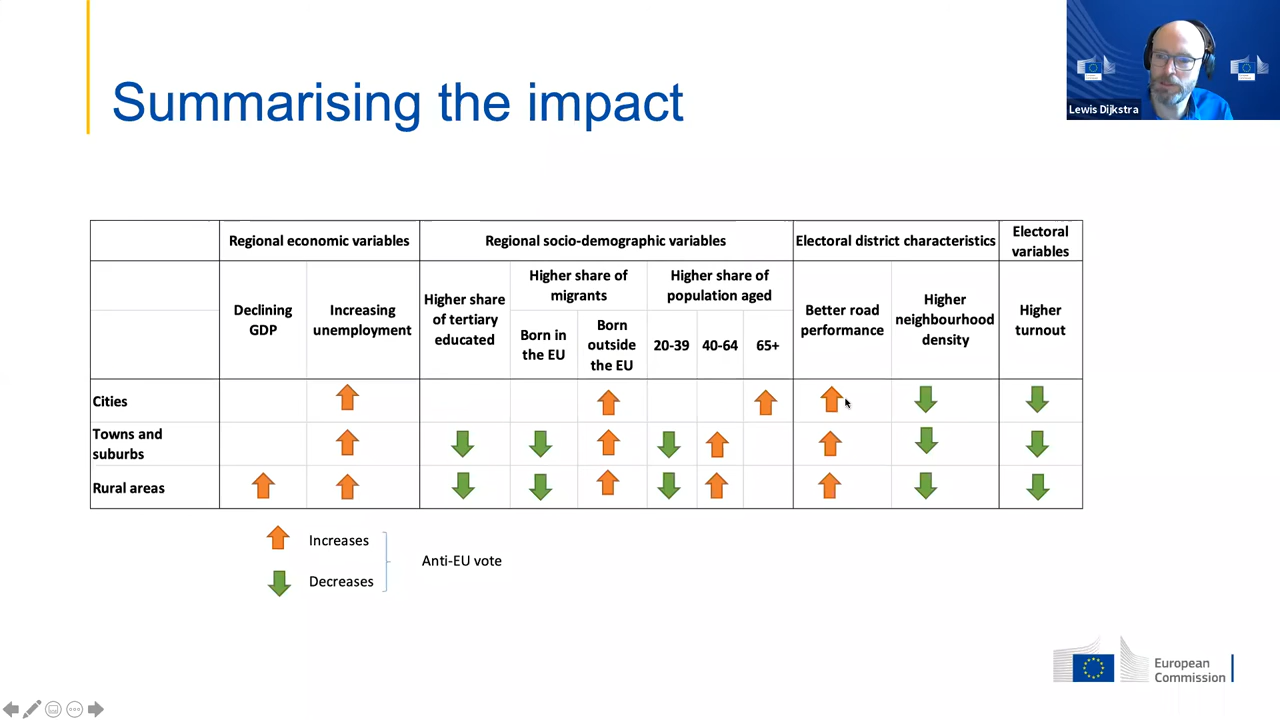 Summarising the impact
Lewis Dijkstra
Regional economic variables
Regional socio-demographic variables
Electoral district characteristics
Electoral
variables
Declining
GDP
Increasing
unemployment
Higher share
of tertiary
educated
Higher share of
migrants
Born in
the EU
Born
outside
the EU
Higher share of
population aged
20-39
40-64
65+
Better road
performance
Higher
neighbourhood
density
Higher
turnout
Cities
Towns and
suburbs
Rural areas
Increases
Decreases
Anti-EU vote
European
Commission